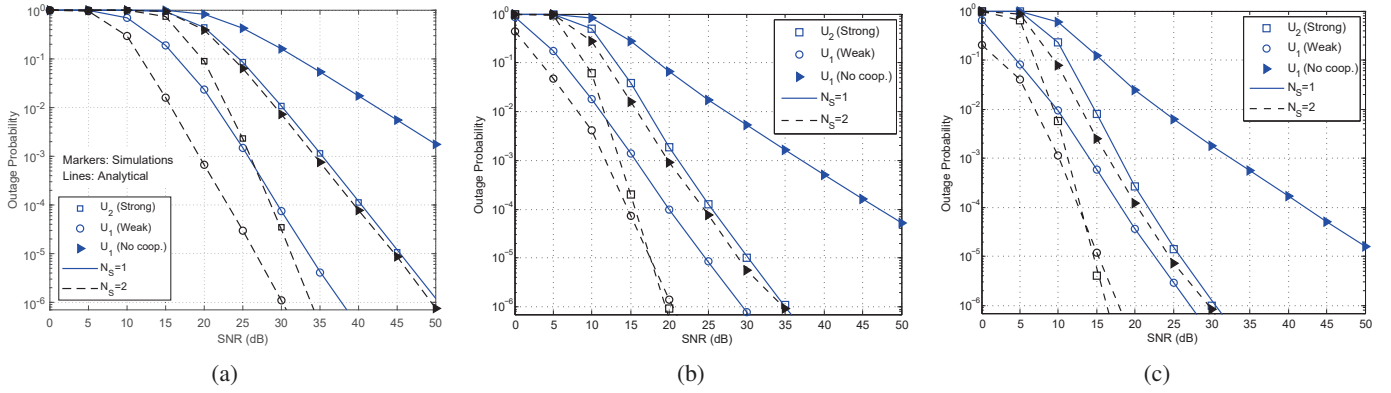 10^0
10^-1
10^-2
10^-3
10^-4
10^-5
10^-6
Outage Probability
Markers: Simulations
Lines: Analytical
U_2 (Strong)
U_1 (Weak)
U_1 (No coop.)
N_S=1
N_S=2
0 5 10 15 20 25 30 35 40 45 50
SNR (dB)
(a)
10^0
10^-1
10^-2
10^-3
10^-4
10^-5
10^-6
Outage Probability
U_2 (Strong)
U_1 (Weak)
U_1 (No coop.)
N_S=1
N_S=2
0 5 10 15 20 25 30 35 40 45 50
SNR (dB)
(b)
10^0
10^-1
10^-2
10^-3
10^-4
10^-5
10^-6
Outage Probability
U_2 (Strong)
U_1 (Weak)
U_1 (No coop.)
N_S=1
N_S=2
0 5 10 15 20 25 30 35 40 45 50
SNR (dB)
(c)